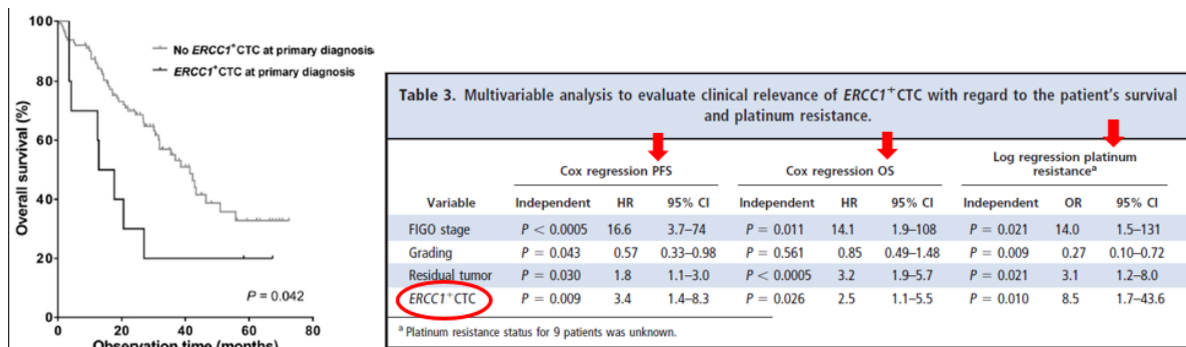 100
80
60
40
20
0
Overall survival (%)
No ERCC1⁺CTC at primary diagnosis
ERCC1⁺CTC at primary diagnosis
P = 0.042
0 20 40 60 80
Observation time (months)
Table 3. Multivariable analysis to evaluate clinical relevance of ERCC1⁺CTC with regard to the patient's survival
and platinum resistance.
Cox regression PFS Cox regression OS Log regression platinum
resistanceᵃ
Variable Independent HR 95% CI Independent HR 95% CI Independent OR 95% CI
FIGO stage P < 0.0005 16.6 3.7–74 P = 0.011 14.1 1.9–108 P = 0.021 14.0 1.5–131
Grading P = 0.043 0.57 0.33–0.98 P = 0.561 0.85 0.49–1.48 P = 0.009 0.27 0.10–0.72
Residual tumor P = 0.030 1.8 1.1–3.0 P < 0.0005 3.2 1.9–5.7 P = 0.021 3.1 1.2–8.0
ERCC1⁺CTC P = 0.009 3.4 1.4–8.3 P = 0.026 2.5 1.1–5.5 P = 0.010 8.5 1.7–43.6
ᵃ Platinum resistance status for 9 patients was unknown.